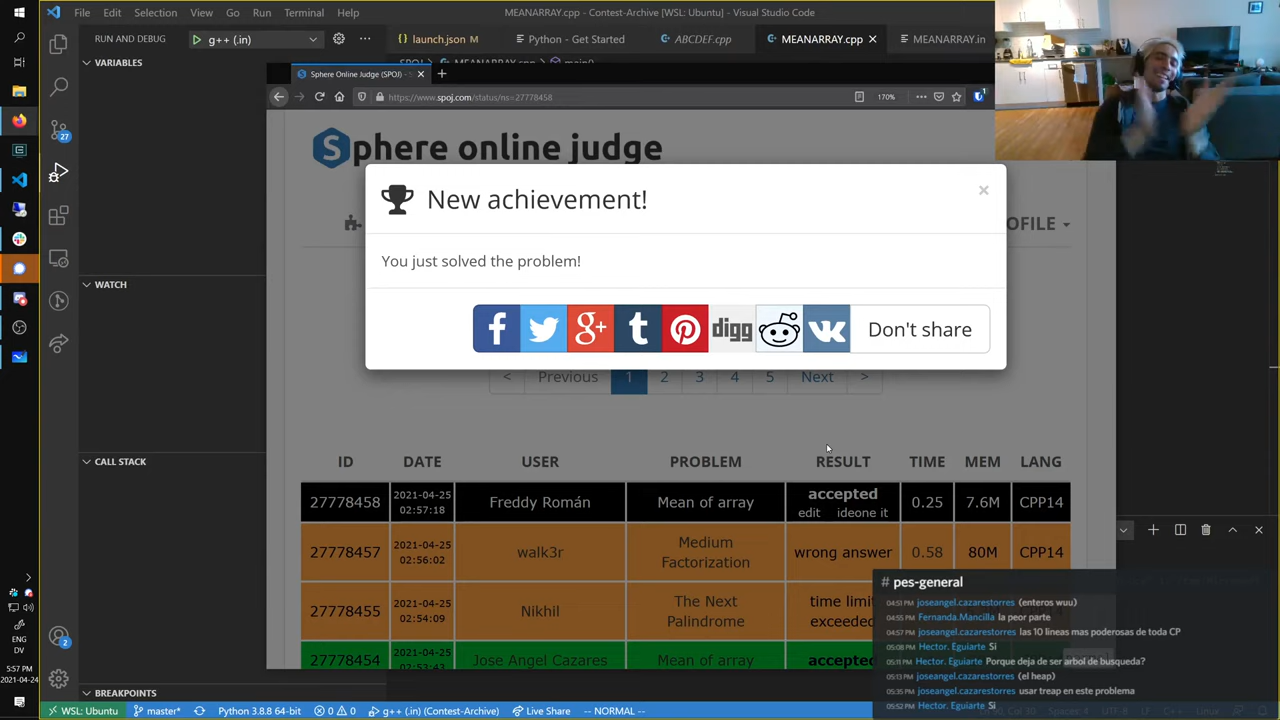 File Edit Selection View Go Run Terminal Help
MEANARRAY.cpp - Contest-Archive [WSL: Ubuntu] - Visual Studio Code
RUN AND DEBUG
g++ (.in)
launch.json M
Python - Get Started
ABCDEF.cpp
MEANARRAY.cpp
MEANARRAY.in
VARIABLES
Sphere Online Judge (SPOJ) - S
https://www.spoj.com/status/ns=27778458
170%
Sphere online judge
New achievement!
OFILE
You just solved the problem!
WATCH
digg
Don't share
< Previous 1 2 3 4 5 Next >
CALL STACK
ID DATE USER PROBLEM RESULT TIME MEM LANG
27778458 2021-04-25 02:57:18 Freddy Román Mean of array accepted edit ideone it 0.25 7.6M CPP14
27778457 2021-04-25 02:56:02 walk3r Medium Factorization wrong answer 0.58 80M CPP14
27778455 2021-04-25 02:54:09 Nikhil The Next Palindrome time limit exceeded
27778454 2021-04-25 02:53:43 Jose Angel Cazares Mean of array accepted
# pes-general
04:51 PM joseangel.cazarestorres (enteros wuu)
04:55 PM Fernanda.Mancilla la peor parte
04:57 PM joseangel.cazarestorres las 10 lineas mas poderosas de toda CP
05:08 PM Hector. Eguiarte Si
05:11 PM Hector. Eguiarte Porque deja de ser arbol de busqueda?
05:13 PM joseangel.cazarestorres (el heap)
05:35 PM joseangel.cazarestorres usar treap en este problema
05:52 PM Hector. Eguiarte Si
BREAKPOINTS
27
2
ENG
DV
5:57 PM
2021-04-24
WSL: Ubuntu
master*
Python 3.8.8 64-bit
0 0
g++ (.in) (Contest-Archive)
Live Share
-- NORMAL --